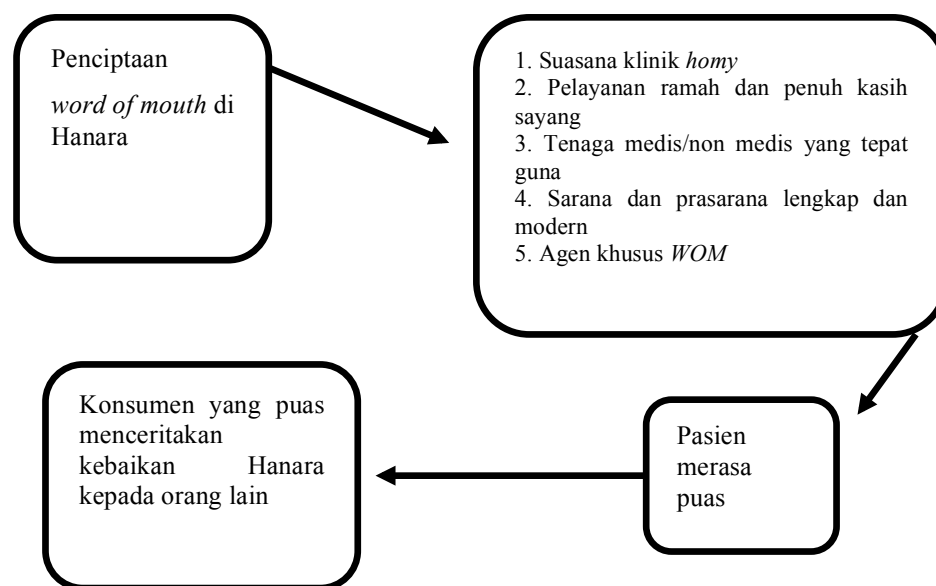 Penciptaan
word of mouth di
Hanara
1. Suasana klinik homy
2. Pelayanan ramah dan penuh kasih
sayang
3. Tenaga medis/non medis yang tepat
guna
4. Sarana dan prasarana lengkap dan
modern
5. Agen khusus WOM
Pasien
merasa
puas
Konsumen yang puas
menceritakan
kebaikan Hanara
kepada orang lain